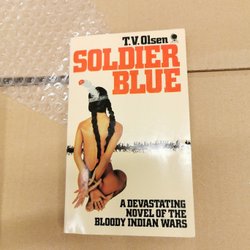 T.V. Olsen
SOLDIER
BLUE
A DEVASTATING
NOVEL OF THE
BLOODY INDIAN WARS